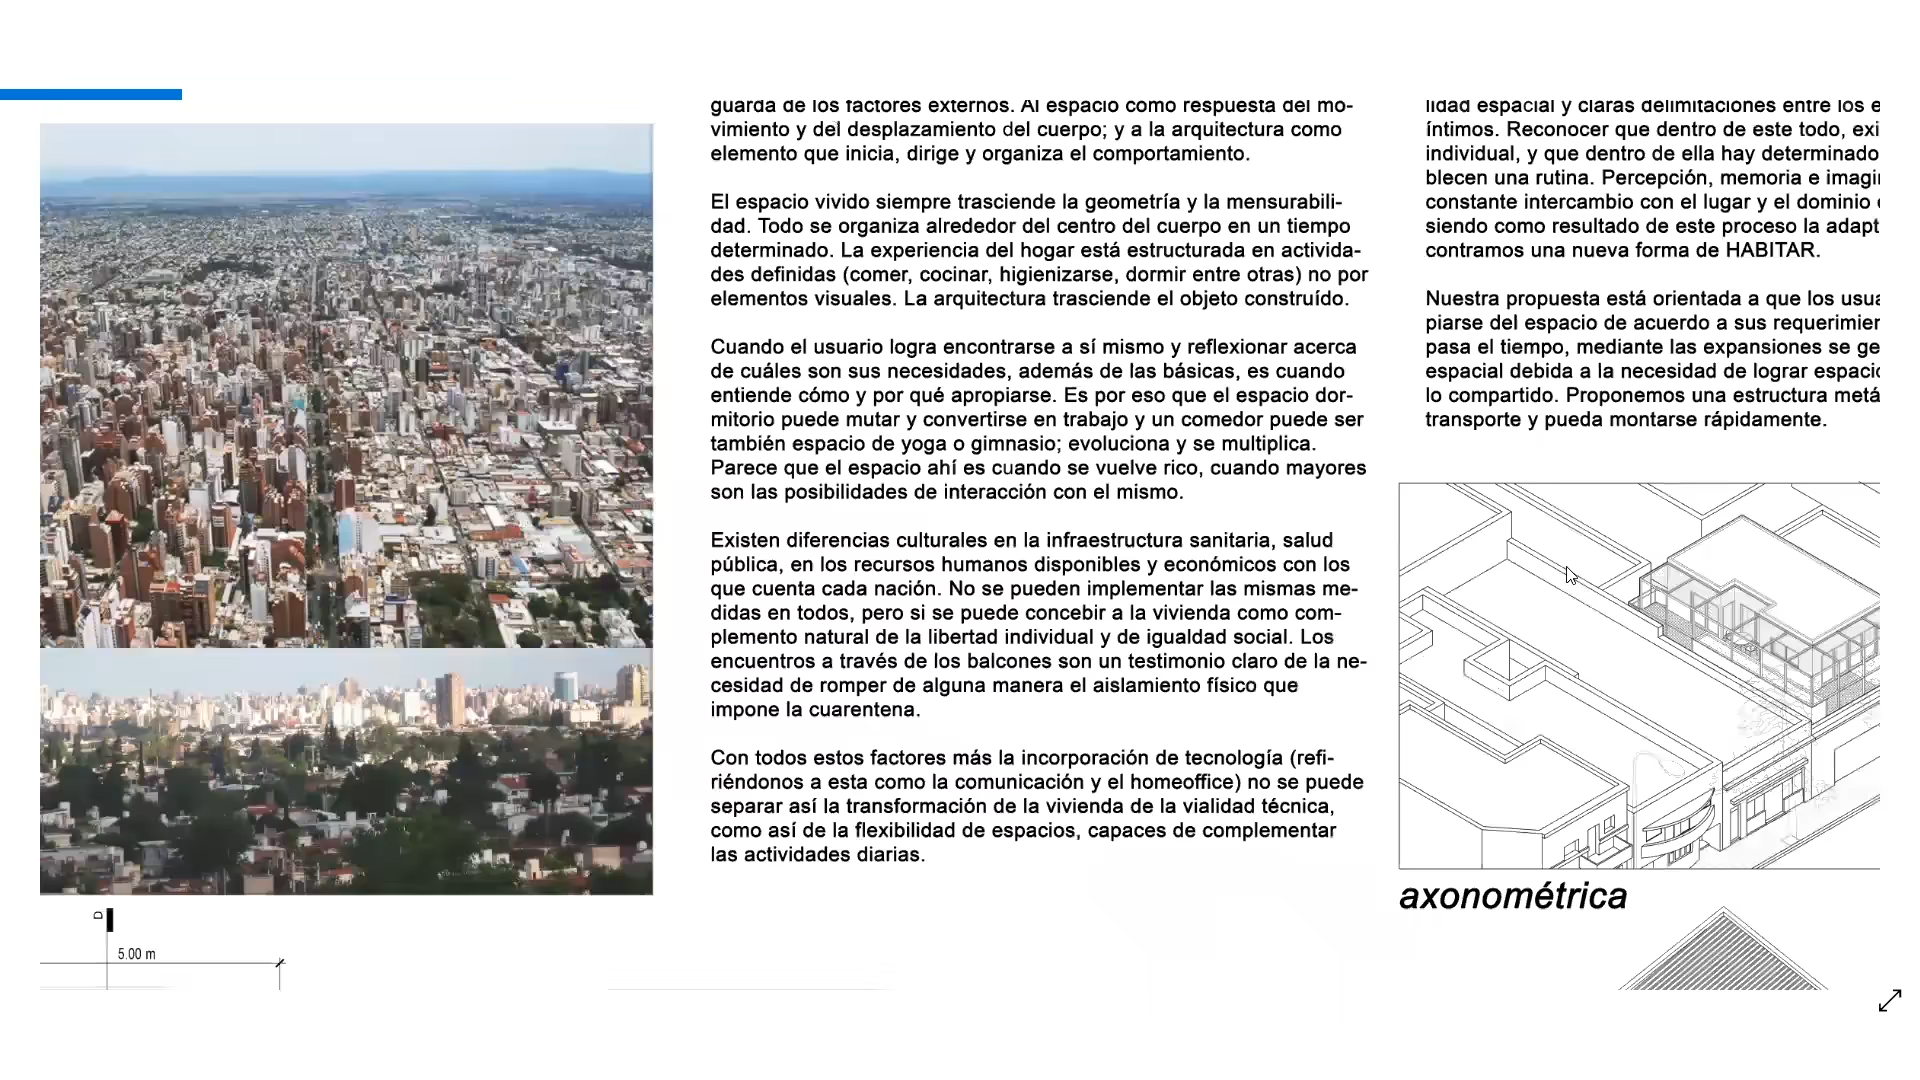 guarda de los factores externos. Al espacio como respuesta del mo-
vimiento y del desplazamiento del cuerpo; y a la arquitectura como
elemento que inicia, dirige y organiza el comportamiento.
El espacio vivido siempre trasciende la geometría y la mensurabili-
dad. Todo se organiza alrededor del centro del cuerpo en un tiempo
determinado. La experiencia del hogar está estructurada en activida-
des definidas (comer, cocinar, higienizarse, dormir entre otras) no por
elementos visuales. La arquitectura trasciende el objeto construído.
Cuando el usuario logra encontrarse a sí mismo y reflexionar acerca
de cuáles son sus necesidades, además de las básicas, es cuando
entiende cómo y por qué apropiarse. Es por eso que el espacio dor-
mitorio puede mutar y convertirse en trabajo y un comedor puede ser
también espacio de yoga o gimnasio; evoluciona y se multiplica.
Parece que el espacio ahí es cuando se vuelve rico, cuando mayores
son las posibilidades de interacción con el mismo.
Existen diferencias culturales en la infraestructura sanitaria, salud
pública, en los recursos humanos disponibles y económicos con los
que cuenta cada nación. No se pueden implementar las mismas me-
didas en todos, pero si se puede concebir a la vivienda como com-
plemento natural de la libertad individual y de igualdad social. Los
encuentros a través de los balcones son un testimonio claro de la ne-
cesidad de romper de alguna manera el aislamiento físico que
impone la cuarentena.
Con todos estos factores más la incorporación de tecnología (refi-
riéndonos a esta como la comunicación y el homeoffice) no se puede
separar así la transformación de la vivienda de la vialidad técnica,
como así de la flexibilidad de espacios, capaces de complementar
las actividades diarias.
lidad espacial y claras delimitaciones entre los e
íntimos. Reconocer que dentro de este todo, exi
individual, y que dentro de ella hay determinado
blecen una rutina. Percepción, memoria e imagi
constante intercambio con el lugar y el dominio
siendo como resultado de este proceso la adapt
contramos una nueva forma de HABITAR.
Nuestra propuesta está orientada a que los usua
piarse del espacio de acuerdo a sus requerimier
pasa el tiempo, mediante las expansiones se ge
espacial debida a la necesidad de lograr espacio
lo compartido. Proponemos una estructura metá
transporte y pueda montarse rápidamente.
axonométrica
D
5.00 m